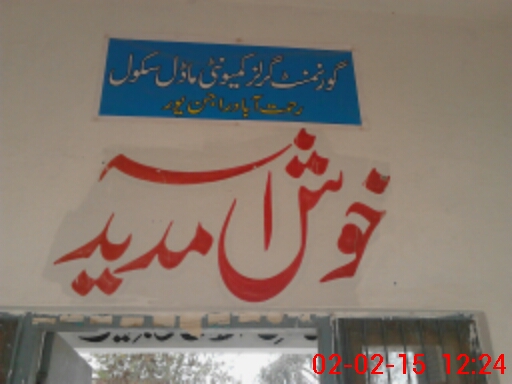 گورنمنٹ گرلز کمیونٹی ماڈل سکول
رحمت آباد راجن پور
خوش آمدید
02-02-15 12:24